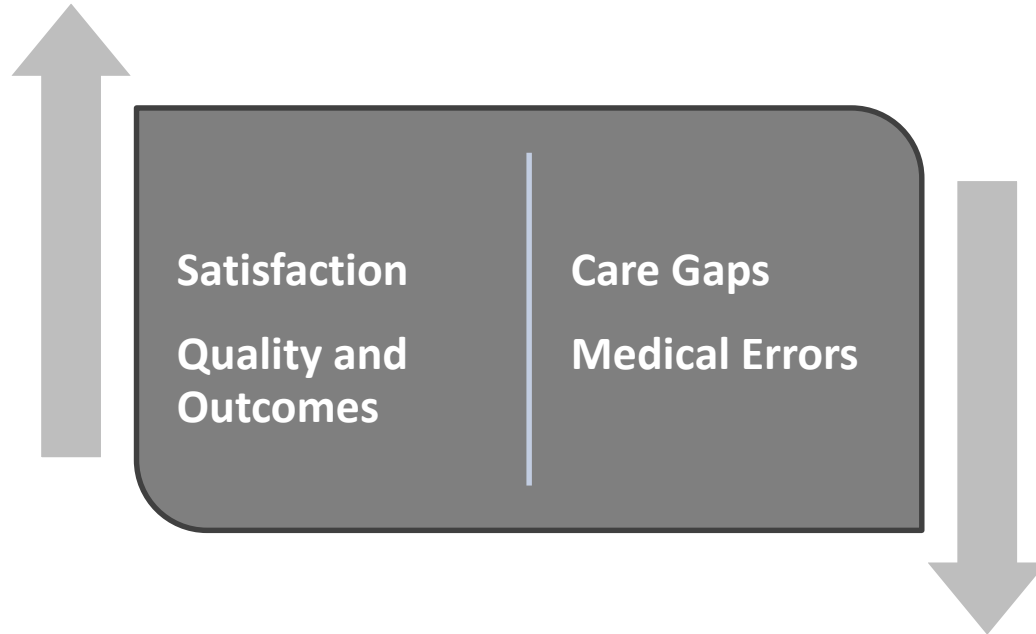 Satisfaction
Quality and
Outcomes
Care Gaps
Medical Errors